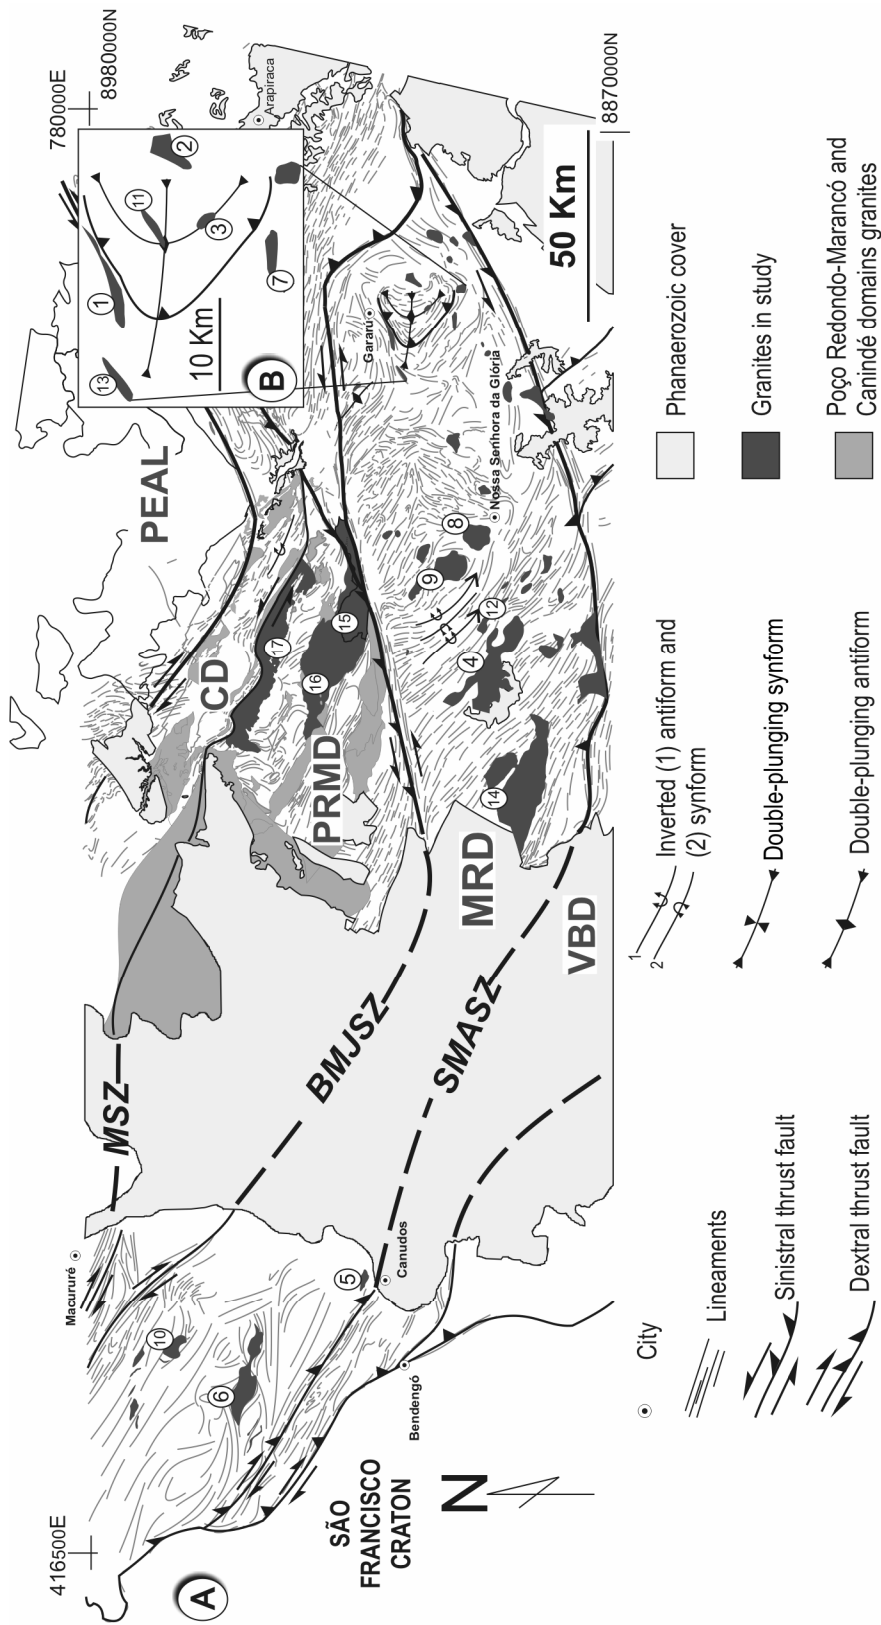 416500E
780000E
8980000N
8870000N
A
Macururé
MSZ
10
6
5
Canudos
Bendengó
SÃO
FRANCISCO
CRATON
N
BMJSZ
SMASZ
MRD
VBD
PRMD
CD
PEAL
17
16
15
14
4
12
9
8
Nossa Senhora da Glória
Gararú
Arapiraca
50 Km
B
10 Km
13
1
11
2
3
7
City
Lineaments
Sinistral thrust fault
Dextral thrust fault
1
2
Inverted (1) antiform and
(2) synform
Double-plunging synform
Double-plunging antiform
Phanaerozoic cover
Granites in study
Poço Redondo-Marancó and
Canindé domains granites